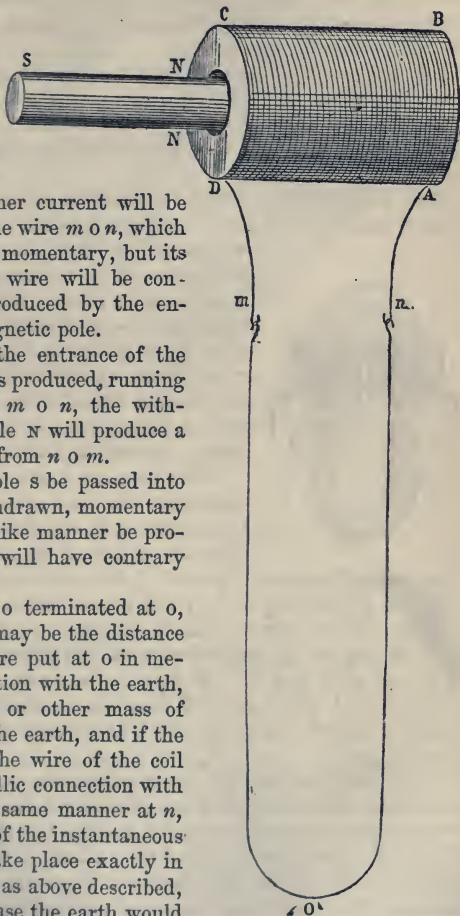 C
B
S
N
N
D
A
ner current will be
e wire m o n, which
momentary, but its
wire will be con-
roduced by the en-
gnetic pole.
the entrance of the
s produced, running
m o n, the with-
le N will produce a
from n o m.
ole s be passed into
ndrawn, momentary
ike manner be pro-
will have contrary
o terminated at o,
may be the distance
re put at o in me-
tion with the earth,
or other mass of
he earth, and if the
he wire of the coil
llic connection with
same manner at n,
of the instantaneous
ake place exactly in
as above described,
ase the earth would
m
n
O